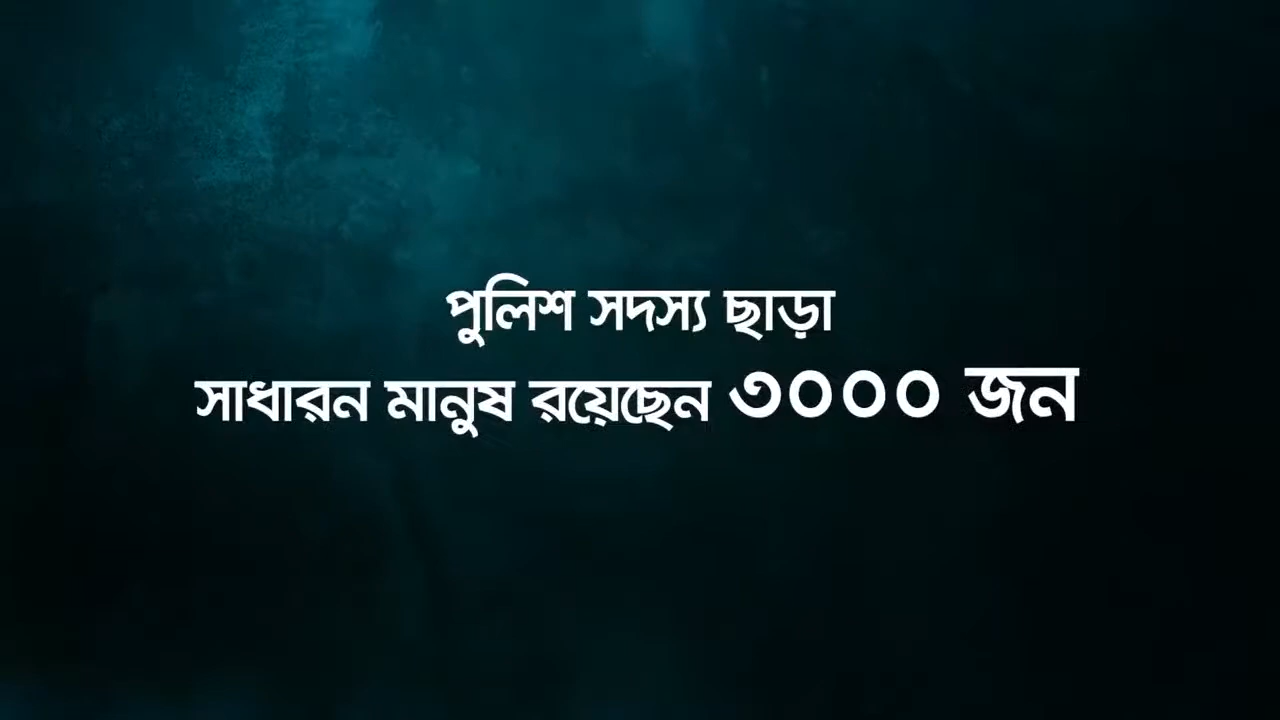 পুলিশ সদস্য ছাড়া
সাধারন মানুষ রয়েছেন ৩০০০ জন